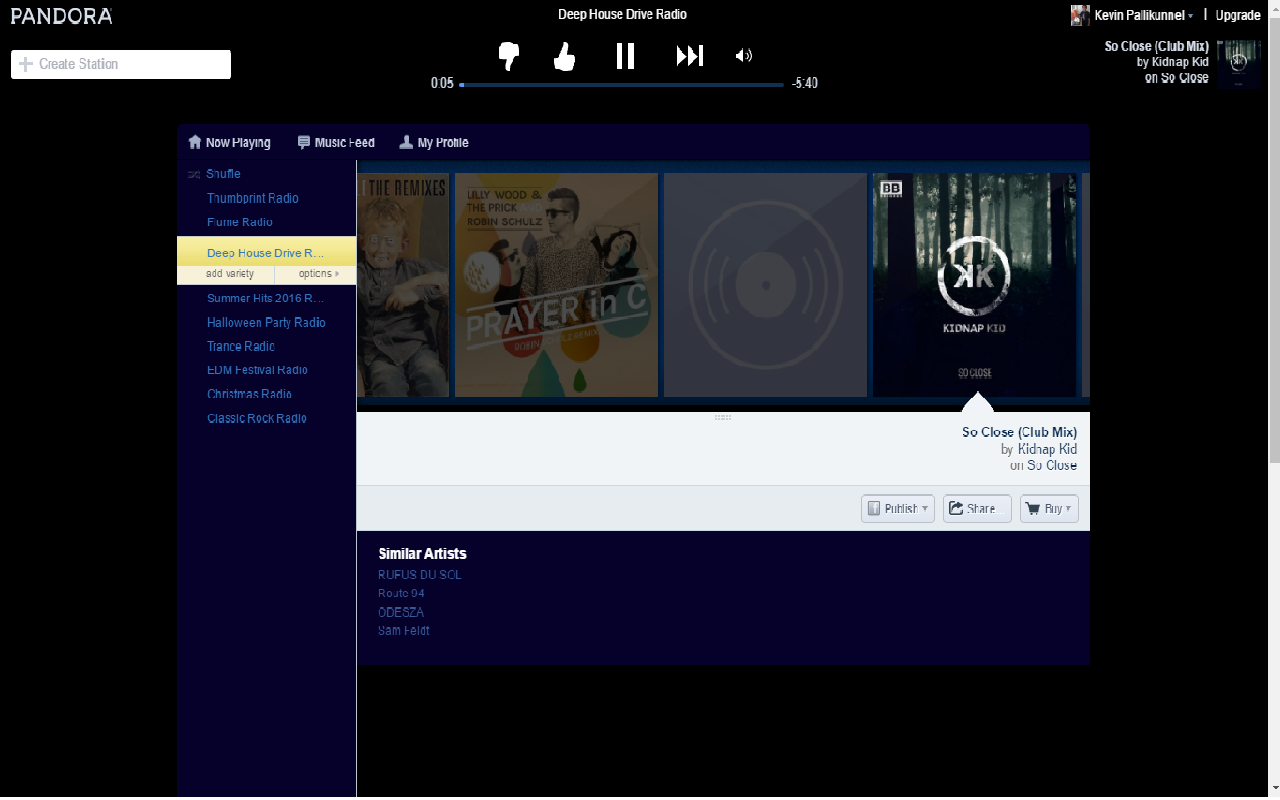 PANDORA
Deep House Drive Radio
Kevin Pallikunnel
Upgrade
Create Station
0:05
-5:40
So Close (Club Mix)
by Kidnap Kid
on So Close
Now Playing
Music Feed
My Profile
Shuffle
Thumbprint Radio
Flume Radio
Deep House Drive R...
add variety
options
Summer Hits 2016 R...
Halloween Party Radio
Trance Radio
EDM Festival Radio
Christmas Radio
Classic Rock Radio
THE REMIXES
LILLY WOOD &
THE PRICK AND
ROBIN SCHULZ
PRAYER in C
ROBIN SCHULZ REMIX
BB
KK
KIDNAP KID
SO CLOSE
So Close (Club Mix)
by Kidnap Kid
on So Close
Publish
Share...
Buy
Similar Artists
RUFUS DU SOL
Route 94
ODESZA
Sam Feldt